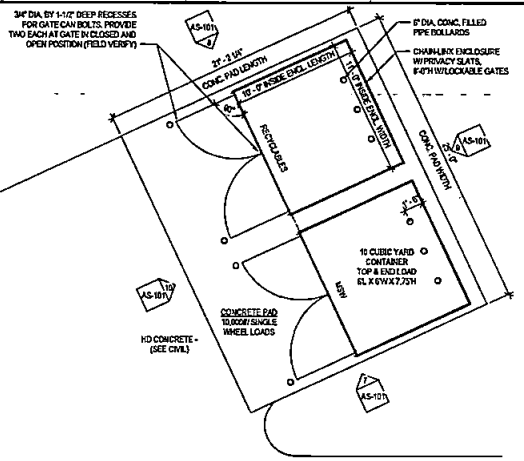 3/4" DIA. BY 1-1/2" DEEP RECESSES
FOR GATE CAN BOLTS. PROVIDE
TWO EACH AT GATE IN CLOSED AND
OPEN POSITION (FIELD VERIFY)
AS-101
21'- 2 1/4"
CONC. PAD LENGTH
10'- 0" INSIDE ENCL. LENGTH
11'- 0" INSIDE ENCL. WIDTH
6" DIA. CONC. FILLED
PIPE BOLLARDS
CHAIN-LINK ENCLOSURE
W/ PRIVACY SLATS,
8'-0"H W/LOCKABLE GATES
CONC. PAD WIDTH
AS-101
RECYCLABLES
1'- 6"
10 CUBIC YARD
CONTAINER
TOP & END LOAD
6'L X 6'W X 7.75'H
MSW
AS-101
10
CONCRETE PAD
10,000#/ SINGLE
WHEEL LOADS
HD CONCRETE -
(SEE CIVIL)
7
AS-101